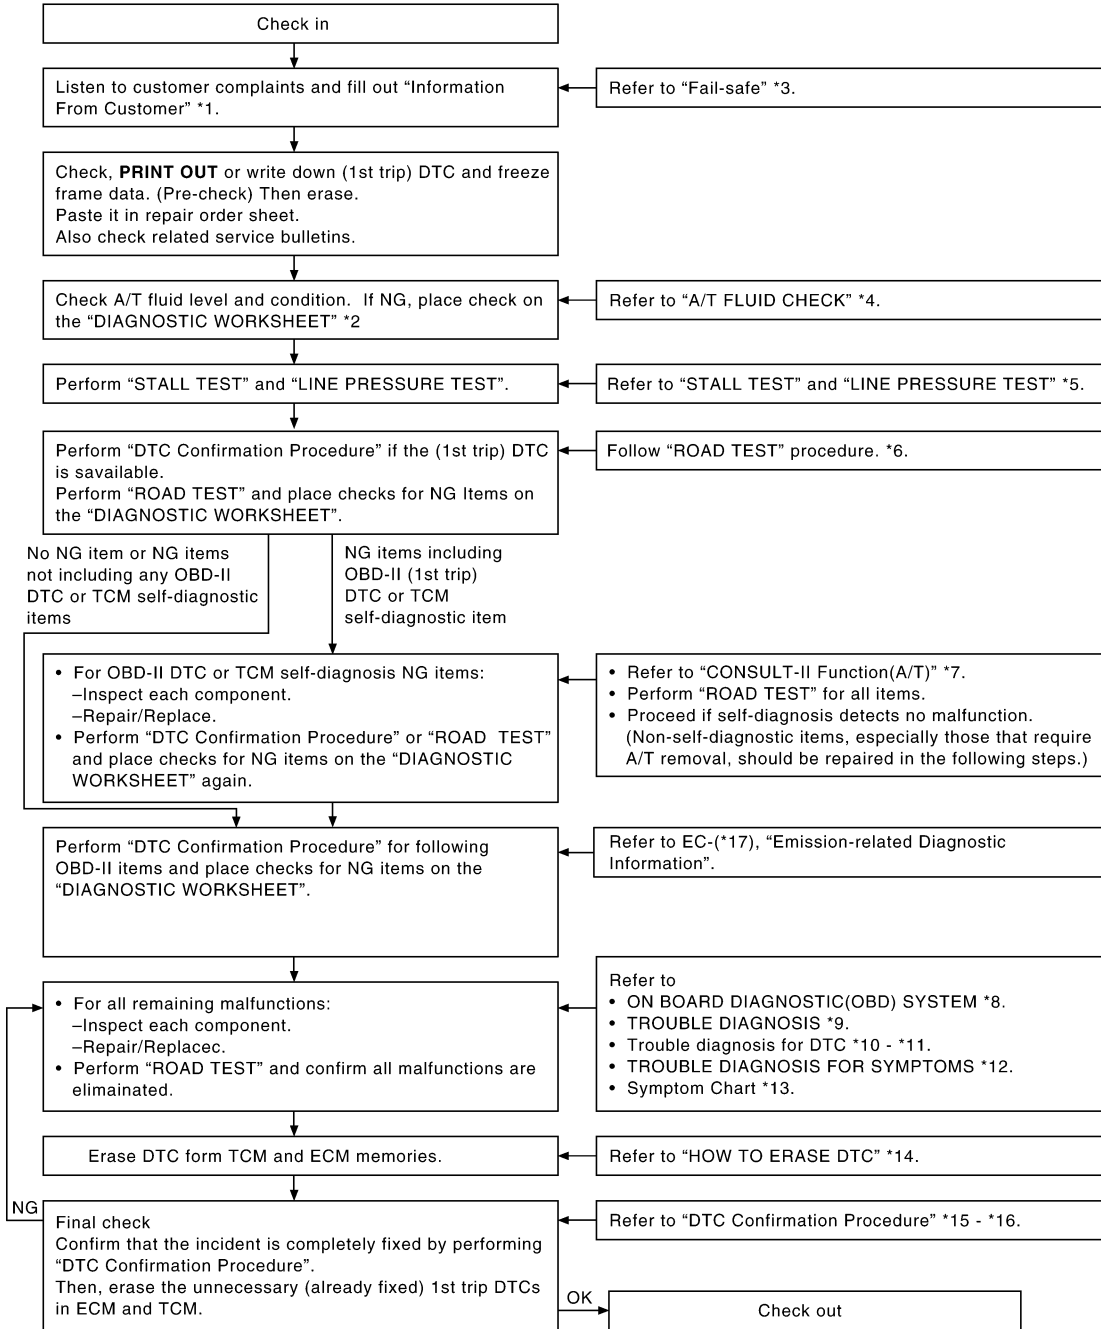 Check in
Listen to customer complaints and fill out “Information
From Customer” *1.
Refer to “Fail-safe” *3.
Check, PRINT OUT or write down (1st trip) DTC and freeze
frame data. (Pre-check) Then erase.
Paste it in repair order sheet.
Also check related service bulletins.
Check A/T fluid level and condition.  If NG, place check on
the “DIAGNOSTIC WORKSHEET” *2
Refer to “A/T FLUID CHECK” *4.
Perform “STALL TEST” and “LINE PRESSURE TEST”.
Refer to “STALL TEST” and “LINE PRESSURE TEST” *5.
Perform “DTC Confirmation Procedure” if the (1st trip) DTC
is savailable.
Perform “ROAD TEST” and place checks for NG Items on
the “DIAGNOSTIC WORKSHEET”.
Follow “ROAD TEST” procedure. *6.
No NG item or NG items
not including any OBD-II
DTC or TCM self-diagnostic
items
NG items including
OBD-II (1st trip)
DTC or TCM
self-diagnostic item
• For OBD-II DTC or TCM self-diagnosis NG items:
–Inspect each component.
–Repair/Replace.
• Perform “DTC Confirmation Procedure” or “ROAD  TEST”
and place checks for NG items on the “DIAGNOSTIC
WORKSHEET” again.
• Refer to “CONSULT-II Function(A/T)” *7.
• Perform “ROAD TEST” for all items.
• Proceed if self-diagnosis detects no malfunction.
(Non-self-diagnostic items, especially those that require
A/T removal, should be repaired in the following steps.)
Perform “DTC Confirmation Procedure” for following
OBD-II items and place checks for NG items on the
“DIAGNOSTIC WORKSHEET”.
Refer to EC-(*17), “Emission-related Diagnostic
Information”.
• For all remaining malfunctions:
–Inspect each component.
–Repair/Replacec.
• Perform “ROAD TEST” and confirm all malfunctions are
elimainated.
Refer to
• ON BOARD DIAGNOSTIC(OBD) SYSTEM *8.
• TROUBLE DIAGNOSIS *9.
• Trouble diagnosis for DTC *10 - *11.
• TROUBLE DIAGNOSIS FOR SYMPTOMS *12.
• Symptom Chart *13.
Erase DTC form TCM and ECM memories.
Refer to “HOW TO ERASE DTC” *14.
NG
Final check
Confirm that the incident is completely fixed by performing
“DTC Confirmation Procedure”.
Then, erase the unnecessary (already fixed) 1st trip DTCs
in ECM and TCM.
Refer to “DTC Confirmation Procedure” *15 - *16.
OK
Check out